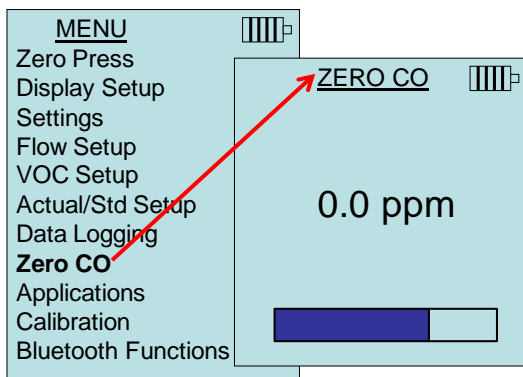 MENU
Zero Press
Display Setup
Settings
Flow Setup
VOC Setup
Actual/Std Setup
Data Logging
Zero CO
Applications
Calibration
Bluetooth Functions
ZERO CO
0.0 ppm